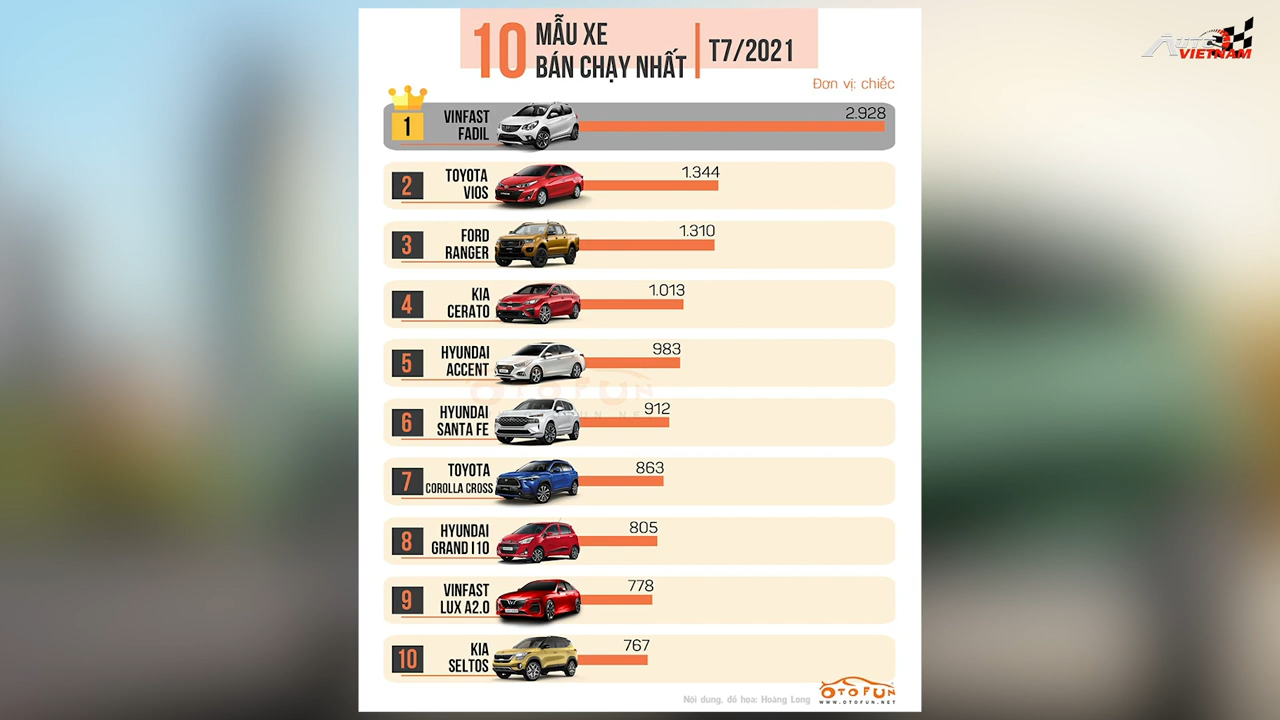 AUTO
VIETNAM
10
MẪU XE
BÁN CHẠY NHẤT
T7/2021
Đơn vị: chiếc
1
VINFAST
FADIL
2.928
2
TOYOTA
VIOS
1.344
3
FORD
RANGER
1.310
4
KIA
CERATO
1.013
5
HYUNDAI
ACCENT
983
OTOFUN
6
HYUNDAI
SANTA FE
912
7
TOYOTA
COROLLA CROSS
863
8
HYUNDAI
GRAND I10
805
9
VINFAST
LUX A2.0
778
10
KIA
SELTOS
767
Nội dung, đồ họa: Hoàng Long
OTOFUN
WWW.OTOFUN.NET